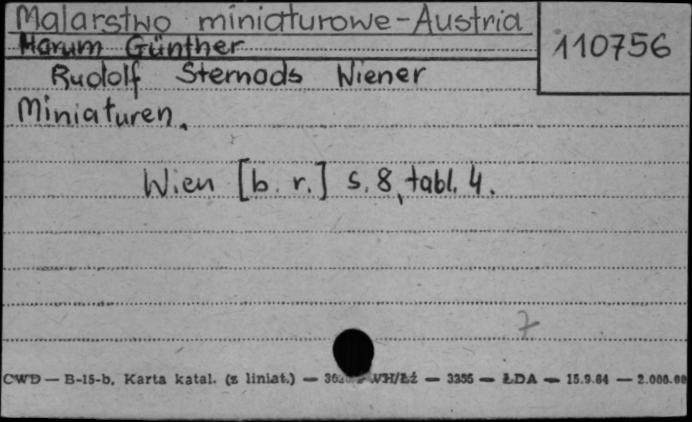 Malarstwo miniaturowe-Austria
110756
Harum Günther
Rudolf Sternads Wiener
Miniaturen.
Wien [b. r.] s. 8, tabl. 4.
7
CWD — B-15-b, Karta katal. (z liniat.) — WH/Łż — 3355 — ŁDA — 15.9.64 — 2.000.00